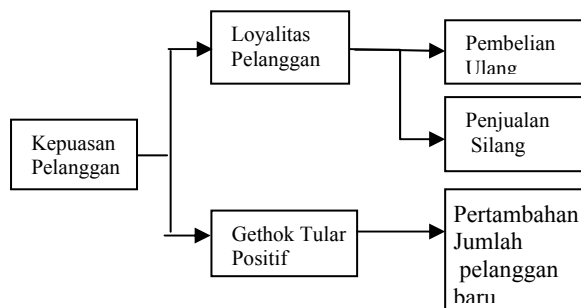 Loyalitas
Pelanggan
Pembelian
Ulang
Penjualan
Silang
Kepuasan
Pelanggan
Gethok Tular
Positif
Pertambahan
Jumlah
pelanggan
baru